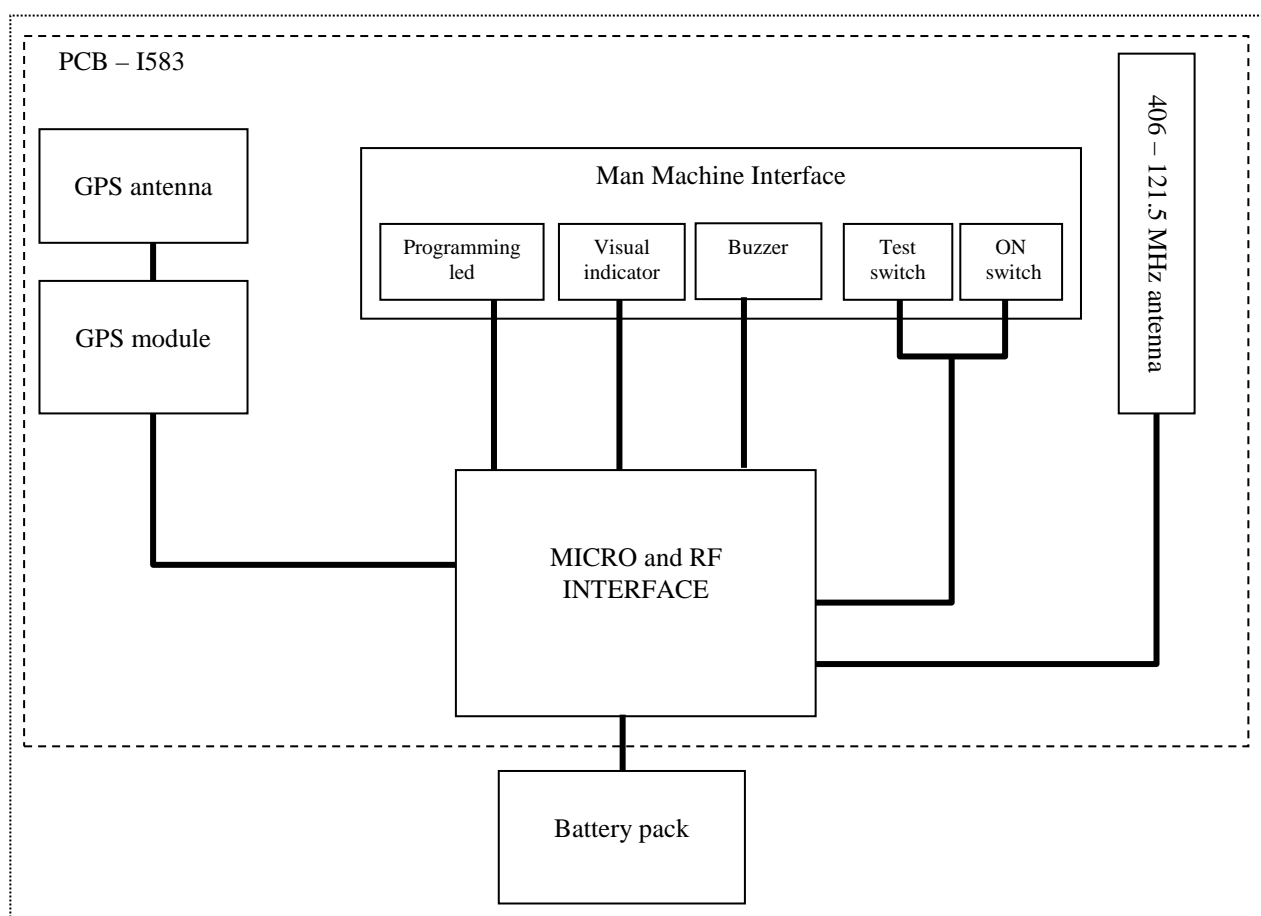 PCB – I583
GPS antenna
GPS module
Man Machine Interface
Programming
led
Visual
indicator
Buzzer
Test
switch
ON
switch
406 – 121.5 MHz antenna
MICRO and RF
INTERFACE
Battery pack